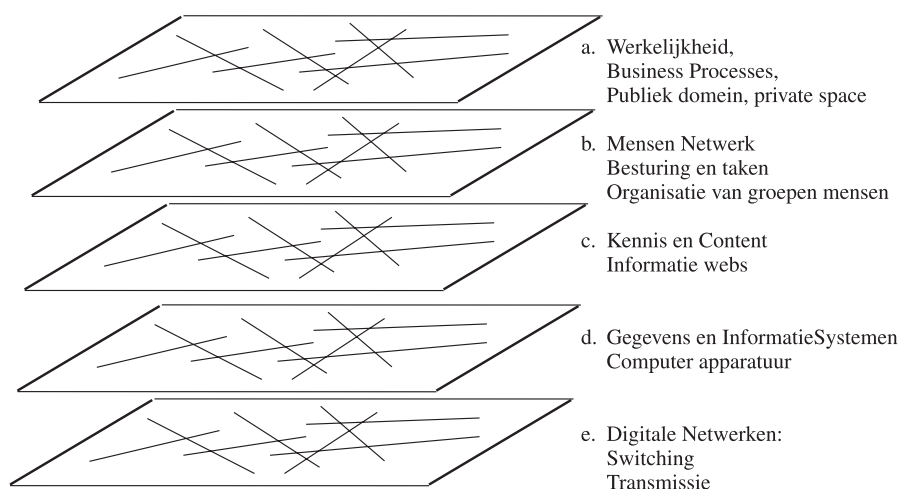 a. Werkelijkheid,
Business Processes,
Publiek domein, private space
b. Mensen Netwerk
Besturing en taken
Organisatie van groepen mensen
c. Kennis en Content
Informatie webs
d. Gegevens en InformatieSystemen
Computer apparatuur
e. Digitale Netwerken:
Switching
Transmissie